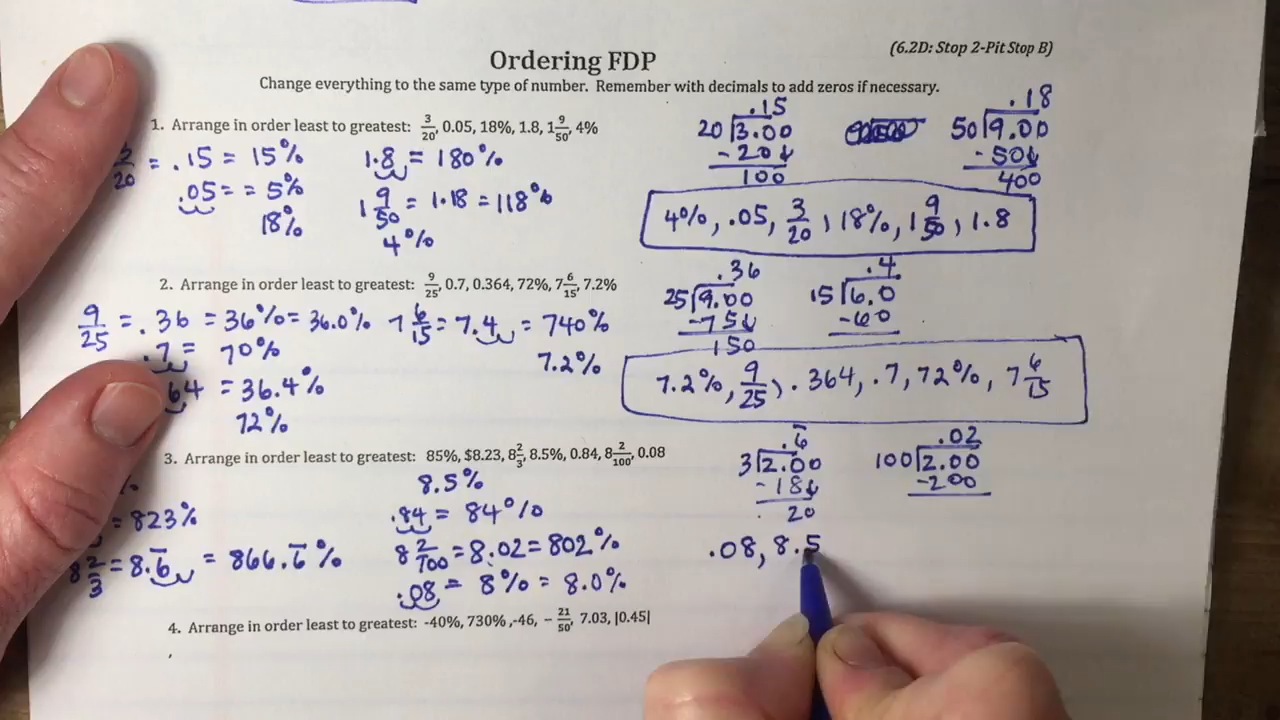 Ordering FDP
(6.2D: Stop 2-Pit Stop B)
Change everything to the same type of number. Remember with decimals to add zeros if necessary.
1. Arrange in order least to greatest: 3/20, 0.05, 18%, 1.8, 1 9/50, 4%
/20 = .15 = 15%
.05 = = 5%
18%
1.8 = 180%
1 9/50 = 1.18 = 118%
4%
.15
20 3.00
-20
100
.18
50 9.00
-50
400
4%, .05, 3/20, 18%, 1 9/50, 1.8
2. Arrange in order least to greatest: 9/25, 0.7, 0.364, 72%, 7 6/15, 7.2%
9/25 = .36 = 36% = 36.0%
.7 = 70%
64 = 36.4%
72%
7 6/15 = 7.4 = 740%
7.2%
.36
25 9.00
-75
150
.4
15 6.0
-60
7.2%, 9/25, .364, .7, 72%, 7 6/15
3. Arrange in order least to greatest: 85%, $8.23, 8 2/3, 8.5%, 0.84, 8 2/100, 0.08
%
= 823%
8 2/3 = 8.6̅ = 866.6̅%
8.5%
.84 = 84%
8 2/100 = 8.02 = 802%
.08 = 8% = 8.0%
.6̅
3 2.00
-18
20
.02
100 2.00
-200
.08, 8.5
4. Arrange in order least to greatest: -40%, 730% ,-46, - 21/50, 7.03, |0.45|